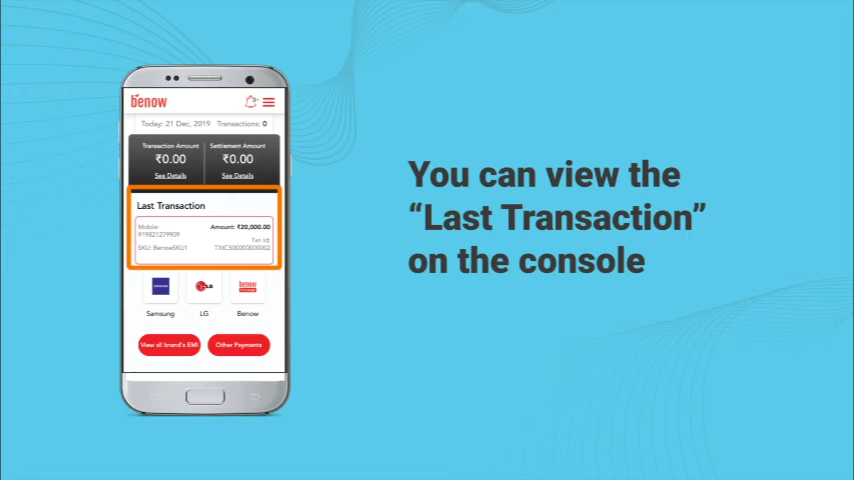 benow
Today: 21 Dec, 2019 Transactions: 0
Transaction Amount Settlement Amount
₹0.00 ₹0.00
See Details See Details
Last Transaction
Mobile: Amount: ₹20,000.00
919821279909
Txn Id:
SKU: BenowSKU1
Samsung LG Benow
View all brand's EMI Other Payments
You can view the
“Last Transaction”
on the console